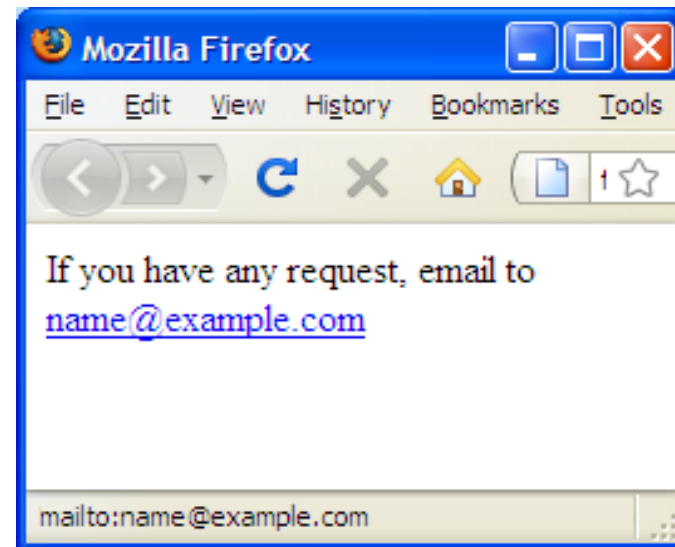 Mozilla Firefox
File Edit View History Bookmarks Tools
If you have any request, email to
name@example.com
mailto:name@example.com